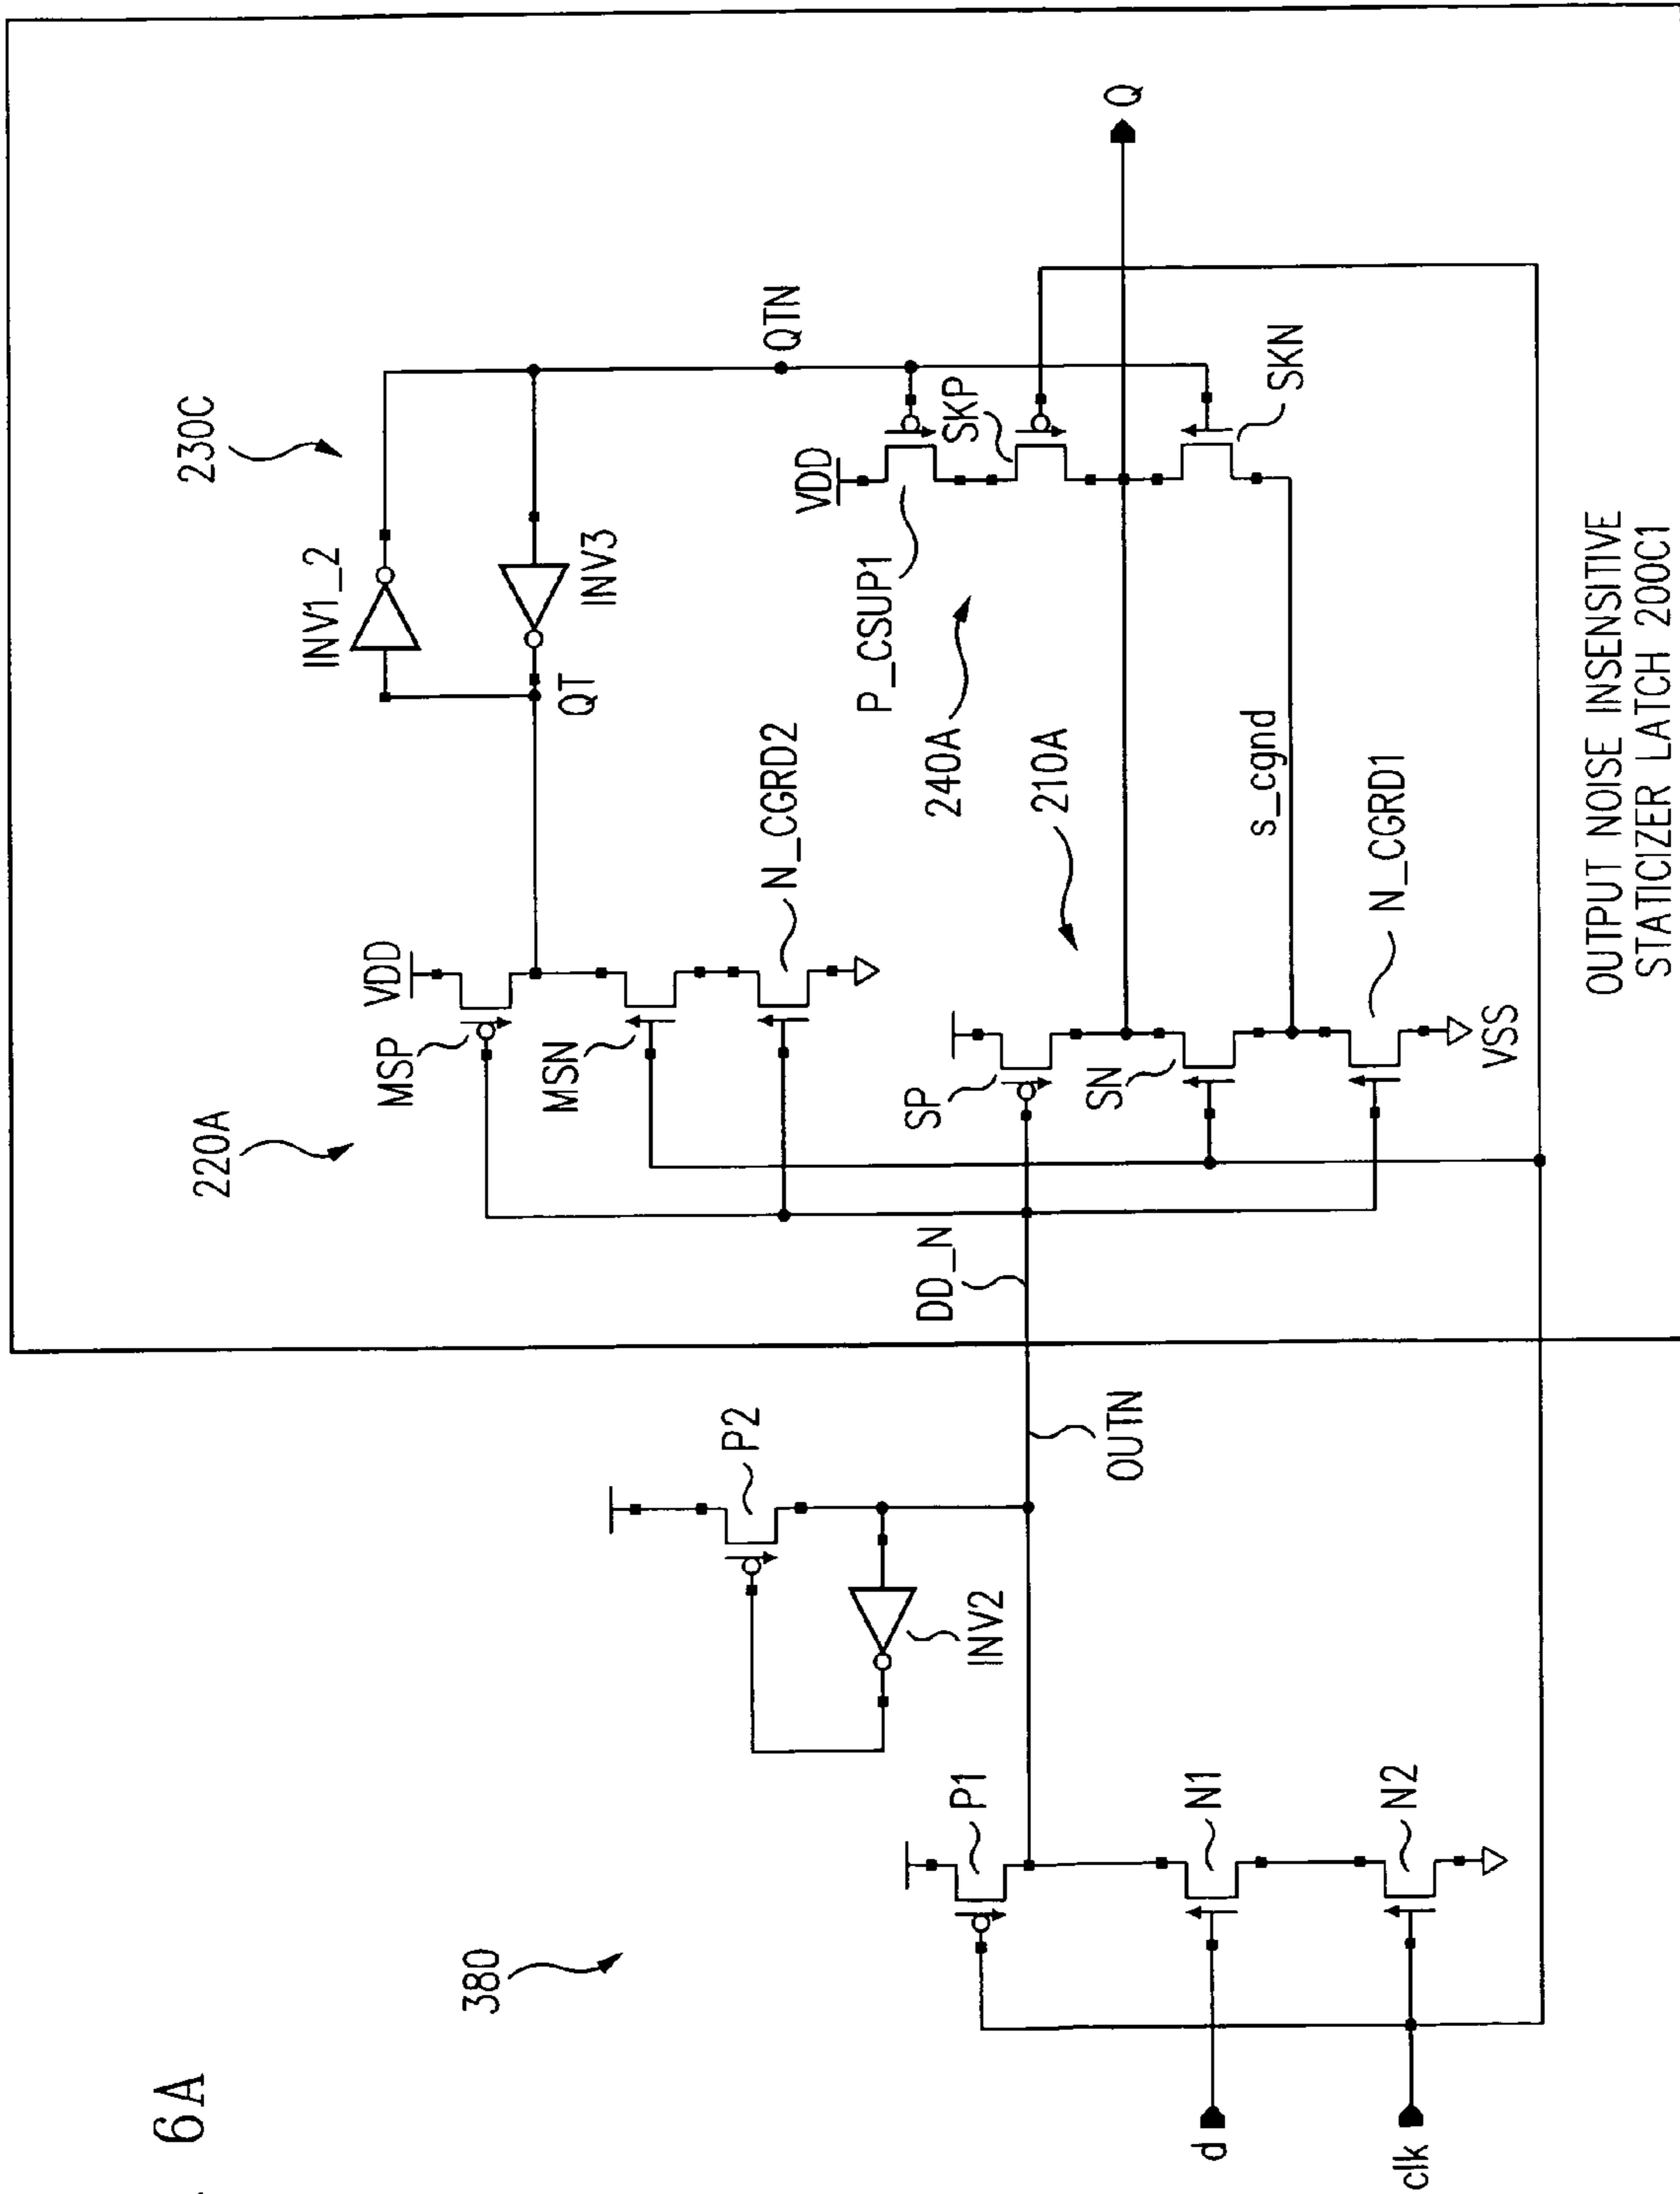 6A
380
220A
230C
INV1_2
INV3
QT
QTN
VDD
MSP
MSN
N_CGRD2
VDD
P_CSUP1
SKP
240A
210A
SKN
Q
SP
SN
s_cgnd
N_CGRD1
VSS
DD_N
OUTN
P2
INV2
P1
N1
N2
d
clk
OUTPUT NOISE INSENSITIVE
STATICIZER LATCH 200C1